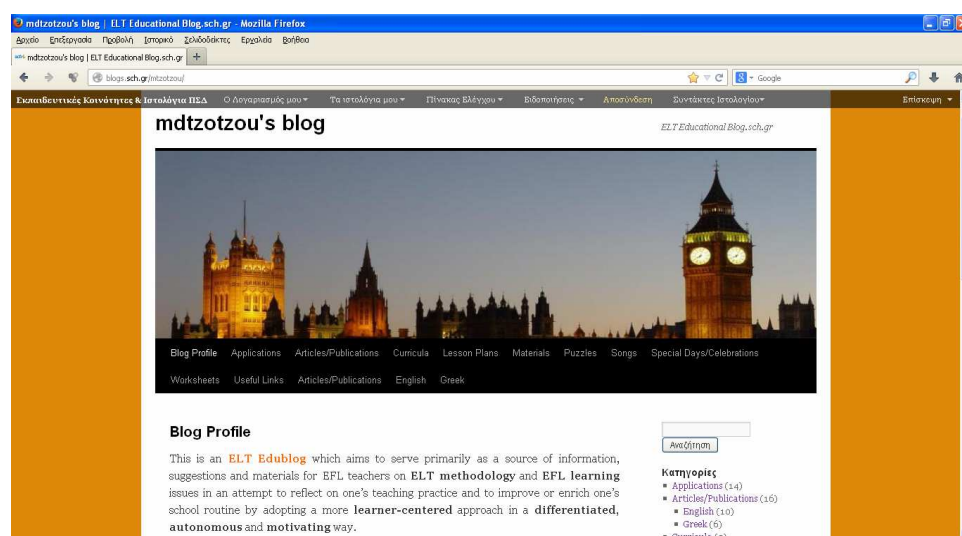 mdtzotzou's blog | ELT Educational Blog.sch.gr - Mozilla Firefox
Αρχείο Επεξεργασία Προβολή Ιστορικό Σελιδοδείκτες Εργαλεία Βοήθεια
mdtzotzou's blog | ELT Educational Blog.sch.gr +
blogs.sch.gr/mtzotzou/ Google
Εκπαιδευτικές Κοινότητες & Ιστολόγια ΠΣΔ Ο Λογαριασμός μου Τα ιστολόγια μου Πίνακας Ελέγχου Ειδοποιήσεις Αποσύνδεση Συντάκτες Ιστολογίου Επίσκεψη
mdtzotzou's blog
ELT Educational Blog.sch.gr
Blog Profile Applications Articles/Publications Curricula Lesson Plans Materials Puzzles Songs Special Days/Celebrations
Worksheets Useful Links Articles/Publications English Greek
Blog Profile
This is an ELT Edublog which aims to serve primarily as a source of information,
suggestions and materials for EFL teachers on ELT methodology and EFL learning
issues in an attempt to reflect on one's teaching practice and to improve or enrich one's
school routine by adopting a more learner-centered approach in a differentiated,
autonomous and motivating way.
Αναζήτηση
Κατηγορίες
Applications (14)
Articles/Publications (16)
English (10)
Greek (6)